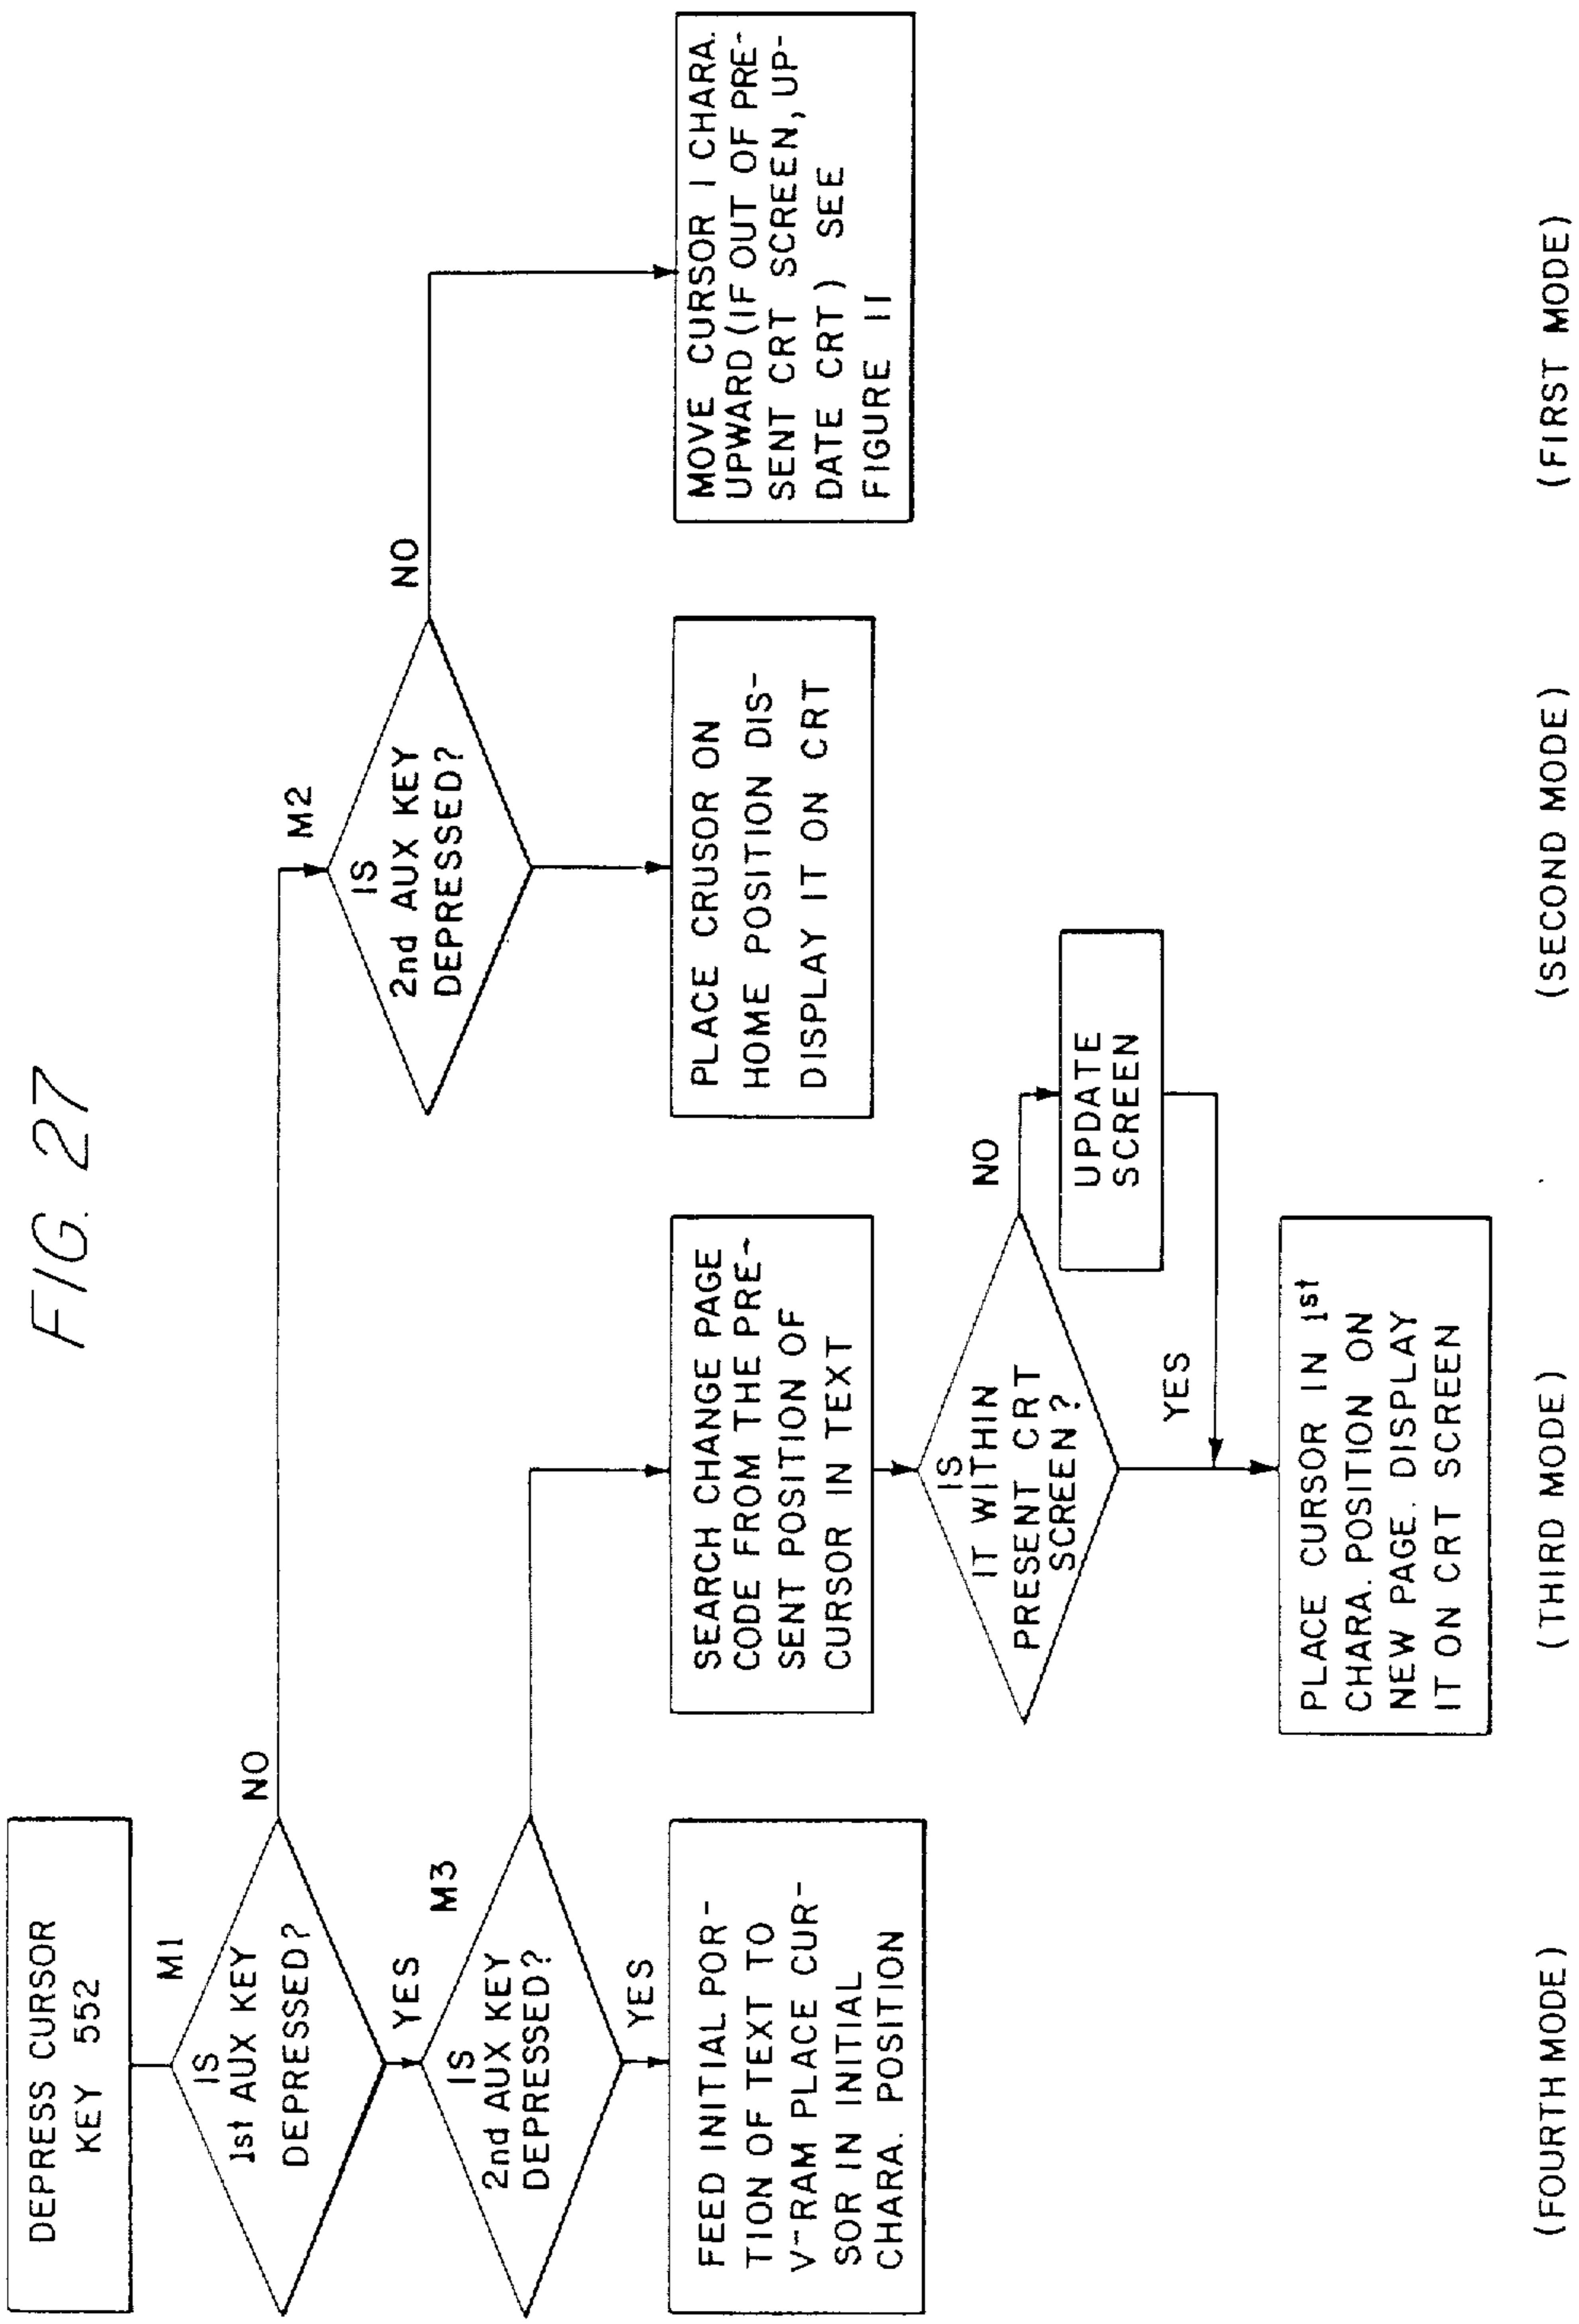 FIG. 27
DEPRESS CURSOR
KEY 552
M1
IS
1st AUX KEY
DEPRESSED?
NO
YES
M2
IS
2nd AUX KEY
DEPRESSED?
NO
M3
IS
2nd AUX KEY
DEPRESSED?
YES
FEED INITIAL POR-
TION OF TEXT TO
V-RAM PLACE CUR-
SOR IN INITIAL
CHARA. POSITION
SEARCH CHANGE PAGE
CODE FROM THE PRE-
SENT POSITION OF
CURSOR IN TEXT
IS
IT WITHIN
PRESENT CRT
SCREEN?
NO
UPDATE
SCREEN
YES
PLACE CURSOR IN 1st
CHARA. POSITION ON
NEW PAGE. DISPLAY
IT ON CRT SCREEN
PLACE CRUSOR ON
HOME POSITION DIS-
DISPLAY IT ON CRT
MOVE CURSOR 1 CHARA.
UPWARD (IF OUT OF PRE-
SENT CRT SCREEN, UP-
DATE CRT) SEE
FIGURE 11
(FOURTH MODE)
(THIRD MODE)
(SECOND MODE)
(FIRST MODE)